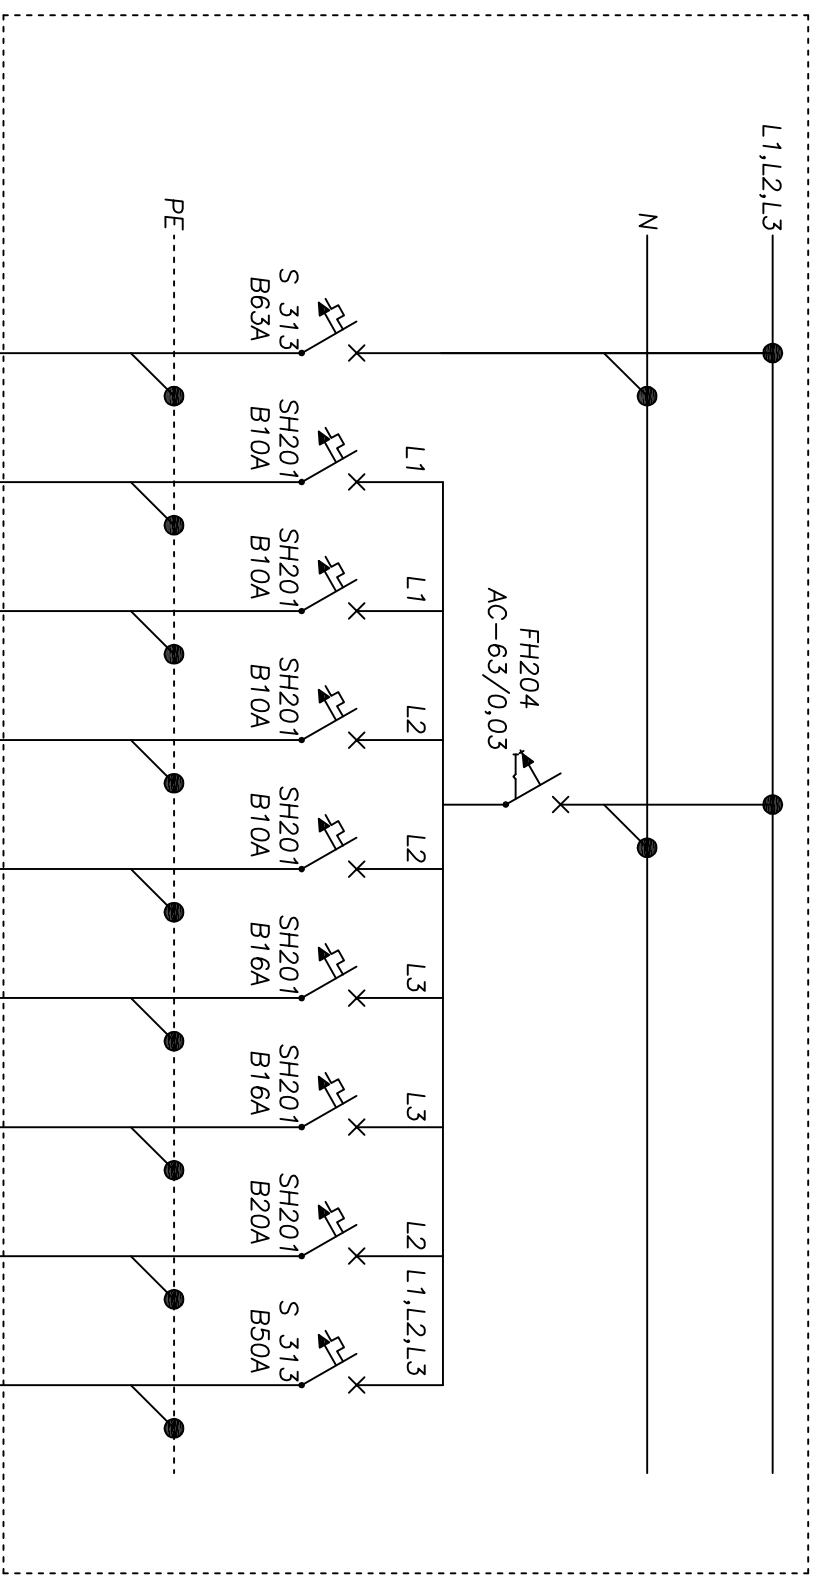 L1,L2,L3
N
FH204
AC-63/0,03
L1
L1
L2
L2
L3
L3
L2
L1,L2,L3
S 313
B63A
SH201
B10A
SH201
B10A
SH201
B10A
SH201
B10A
SH201
B16A
SH201
B16A
SH201
B20A
S 313
B50A
PE